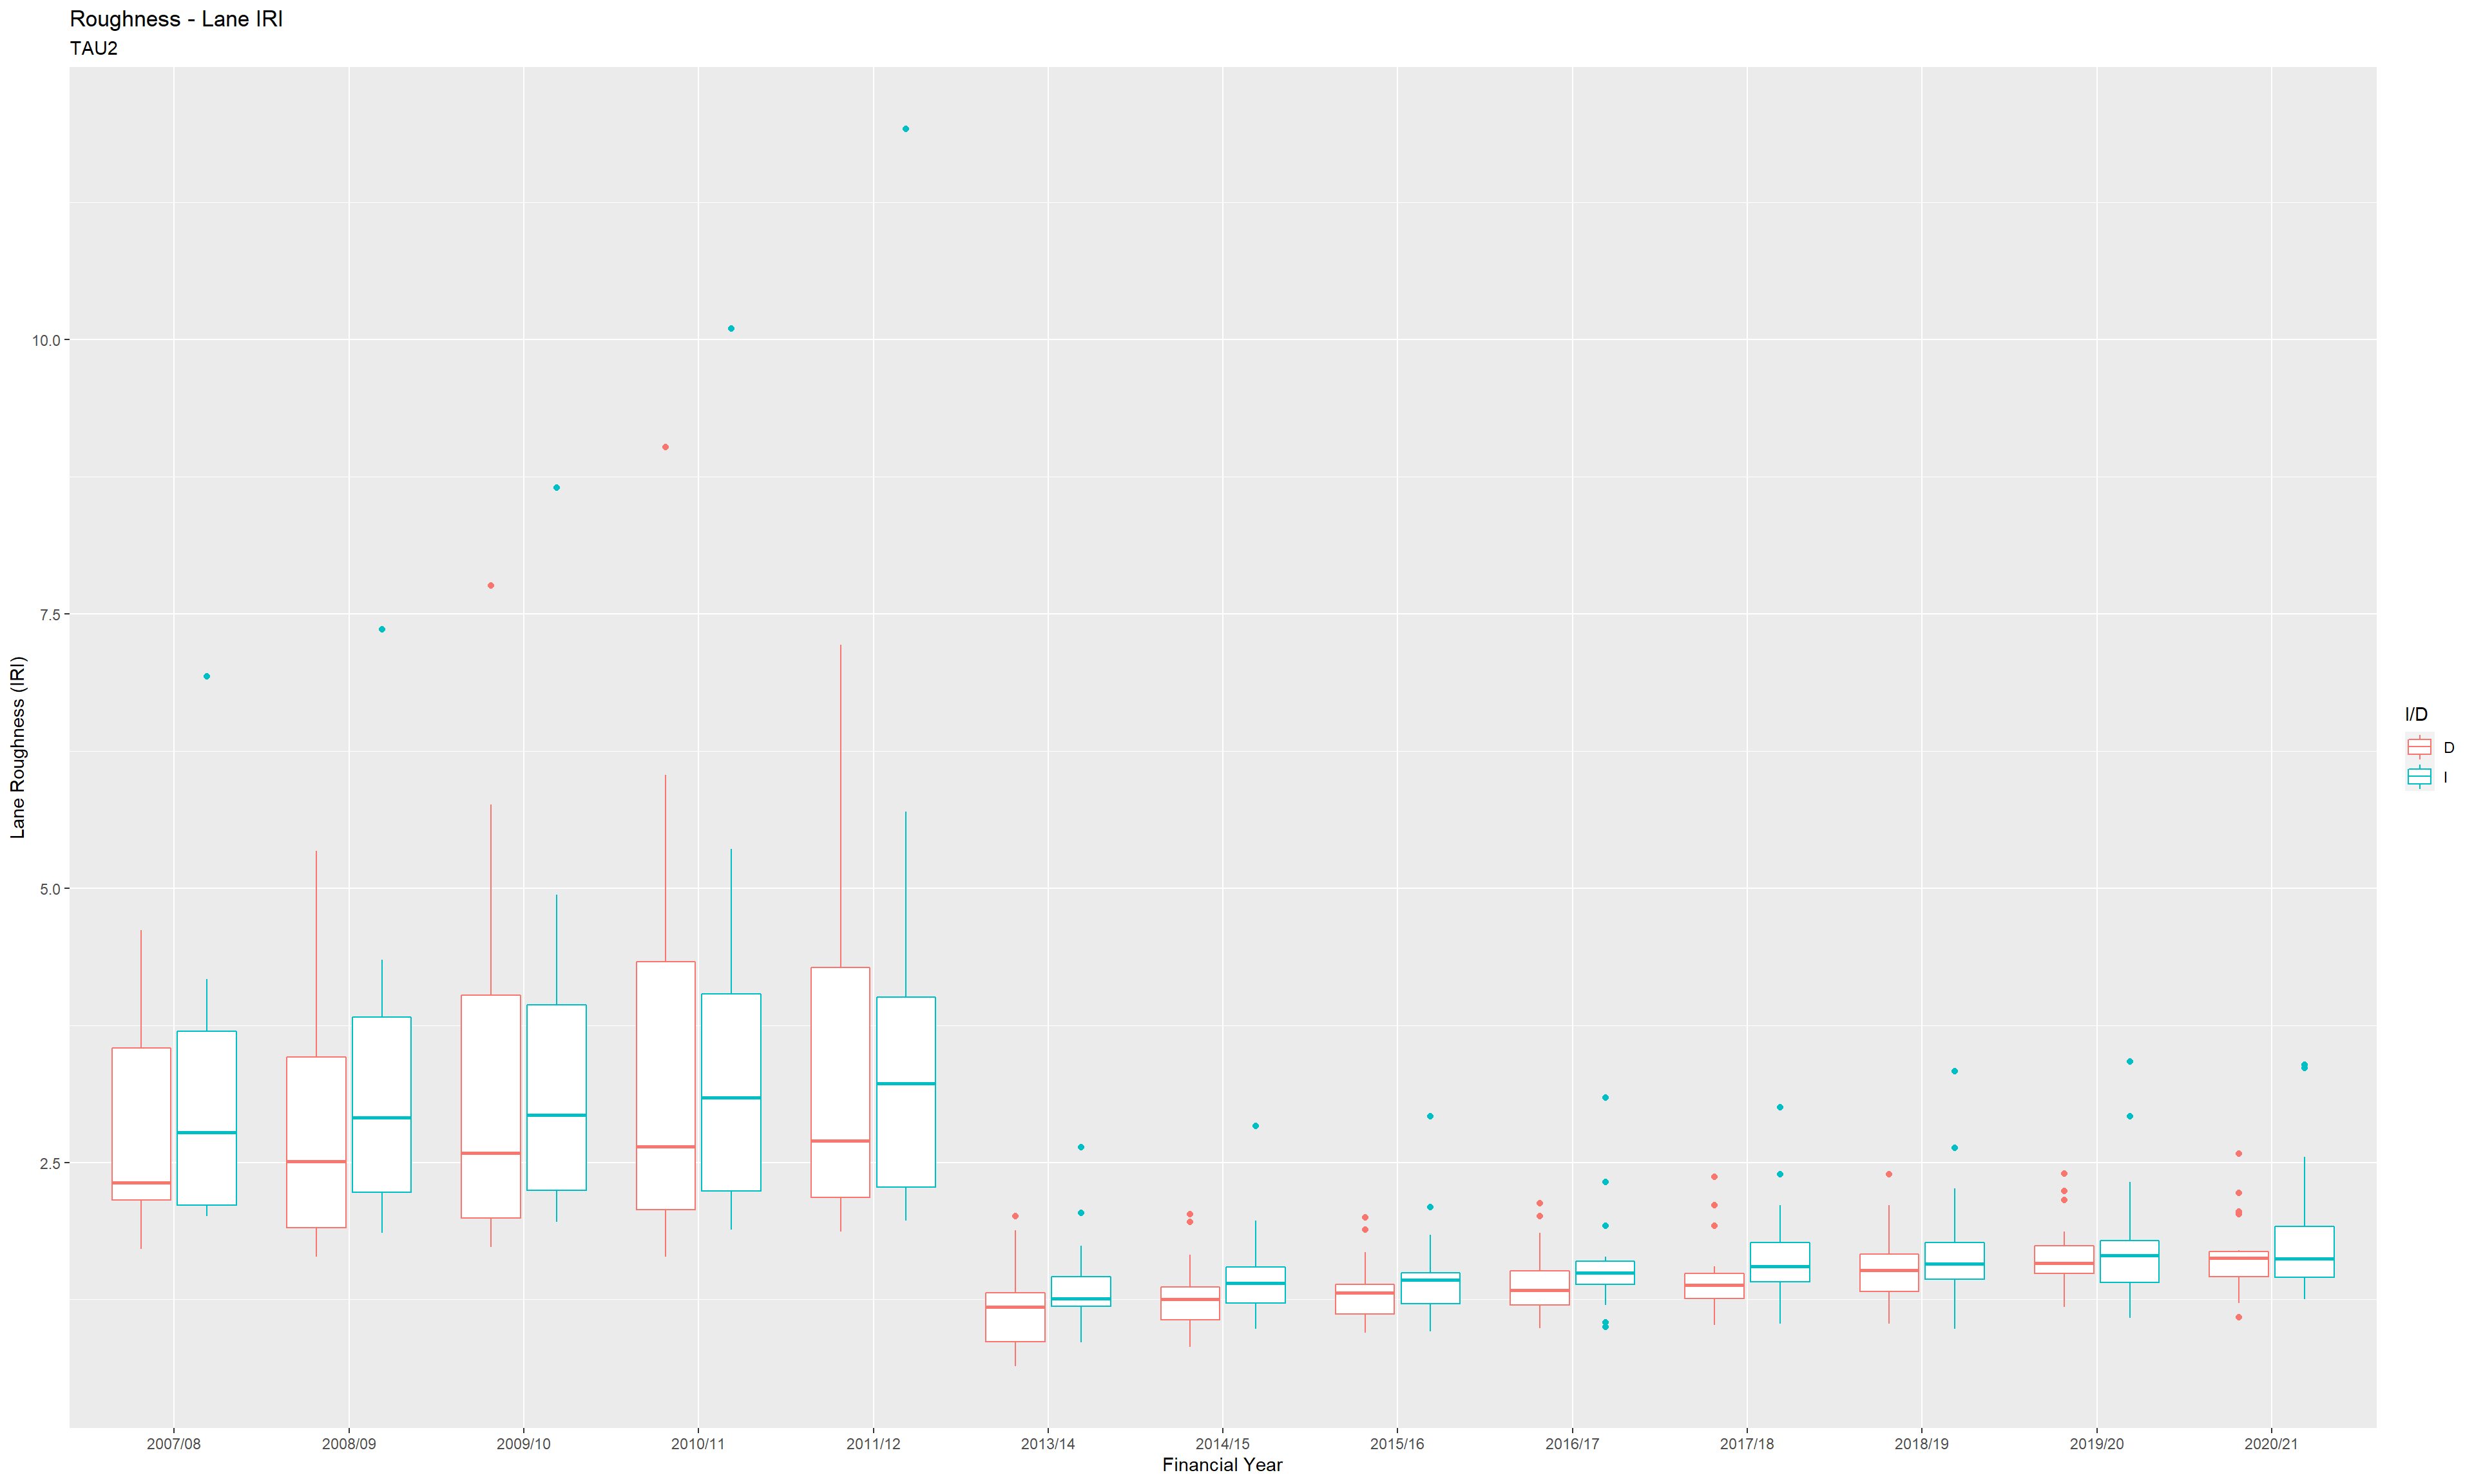 Roughness - Lane IRI
TAU2
Lane Roughness (IRI)
10.0
7.5
5.0
2.5
2007/08
2008/09
2009/10
2010/11
2011/12
2013/14
2014/15
2015/16
2016/17
2017/18
2018/19
2019/20
2020/21
Financial Year
I/D
D
I